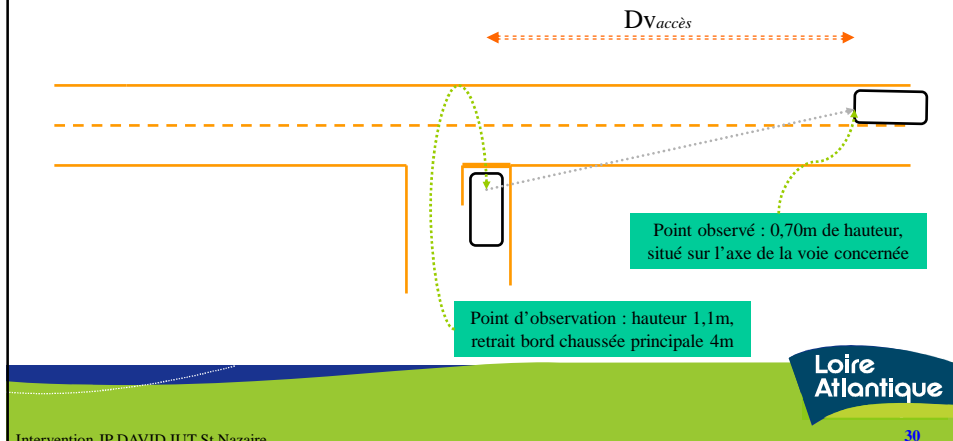 Dvaccès
Point observé : 0,70m de hauteur,
situé sur l’axe de la voie concernée
Point d’observation : hauteur 1,1m,
retrait bord chaussée principale 4m
Loire
Atlantique
Intervention JP DAVID IUT St Nazaire
30